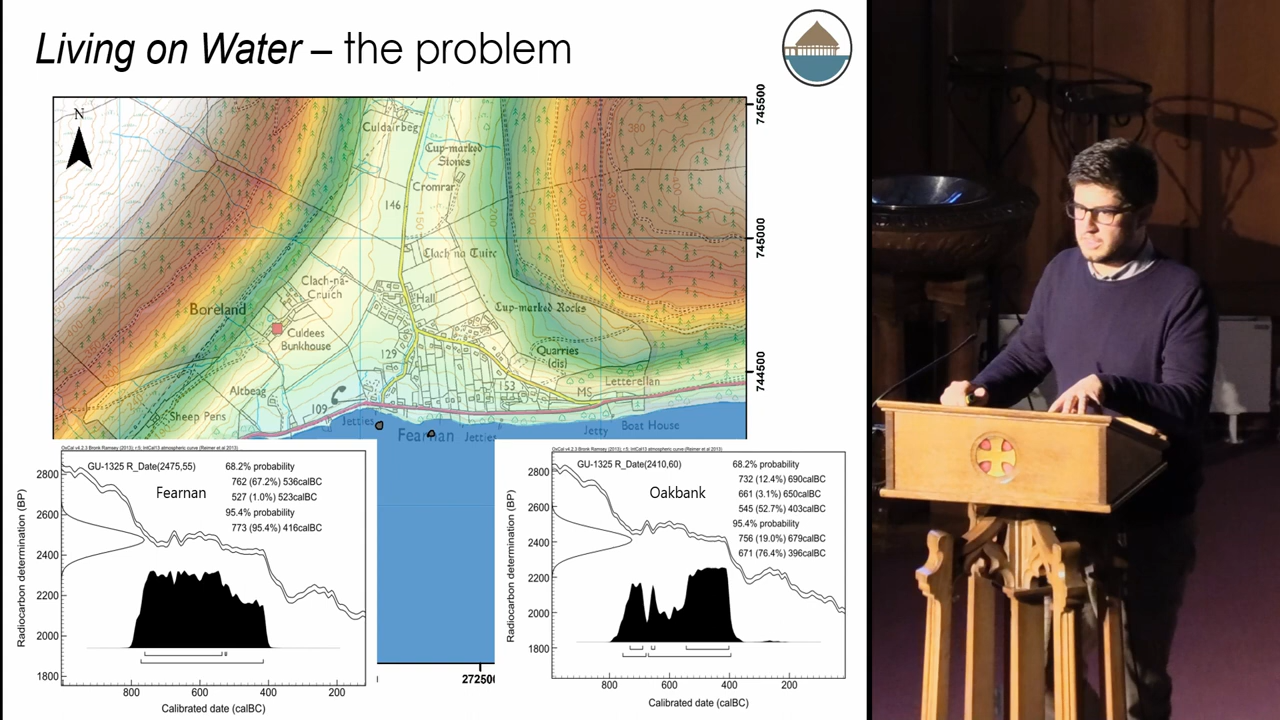 Living on Water – the problem
N
745500
745000
744500
380
Culdairbeg
Cup-marked
Stones
Cromrar
146
150
200
Clach na Tuirc
Clach-na-
Cruich
Hall
Boreland
Cup-marked Rocks
Culdees
Bunkhouse
129
Quarries
(dis)
Altbeag
153
MS
Letterellan
Sheep Pens
109
Jetties
Fearnan
Jetties
Jetty
Boat House
OxCal v4.2.3 Bronk Ramsey (2013); r:5; IntCal13 atmospheric curve (Reimer et al 2013)
GU-1325 R_Date(2475,55)
Fearnan
68.2% probability
762 (67.2%) 536calBC
527 (1.0%) 523calBC
95.4% probability
773 (95.4%) 416calBC
Radiocarbon determination (BP)
2800
2600
2400
2200
2000
1800
800
600
400
200
Calibrated date (calBC)
272500
OxCal v4.2.3 Bronk Ramsey (2013); r:5; IntCal13 atmospheric curve (Reimer et al 2013)
GU-1325 R_Date(2410,60)
Oakbank
68.2% probability
732 (12.4%) 690calBC
661 (3.1%) 650calBC
545 (52.7%) 403calBC
95.4% probability
756 (19.0%) 679calBC
671 (76.4%) 396calBC
Radiocarbon determination (BP)
2800
2600
2400
2200
2000
1800
800
600
400
200
Calibrated date (calBC)